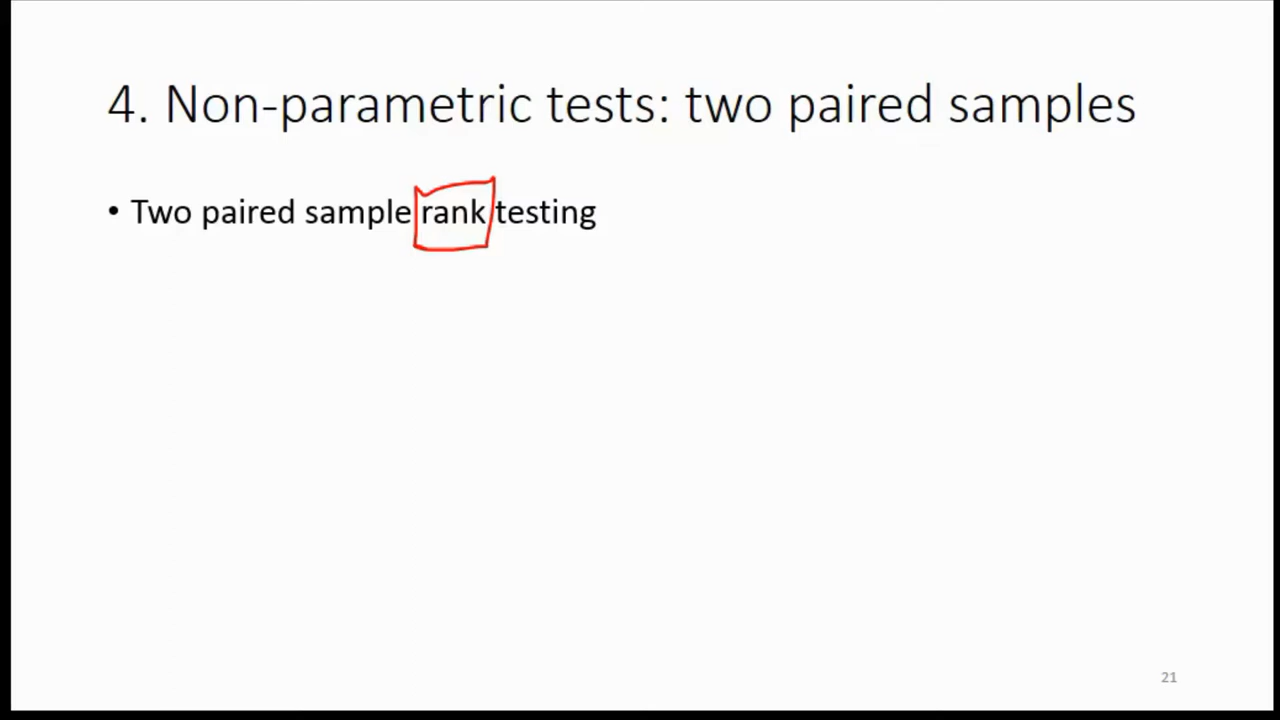 4. Non-parametric tests: two paired samples
• Two paired sample rank testing
21